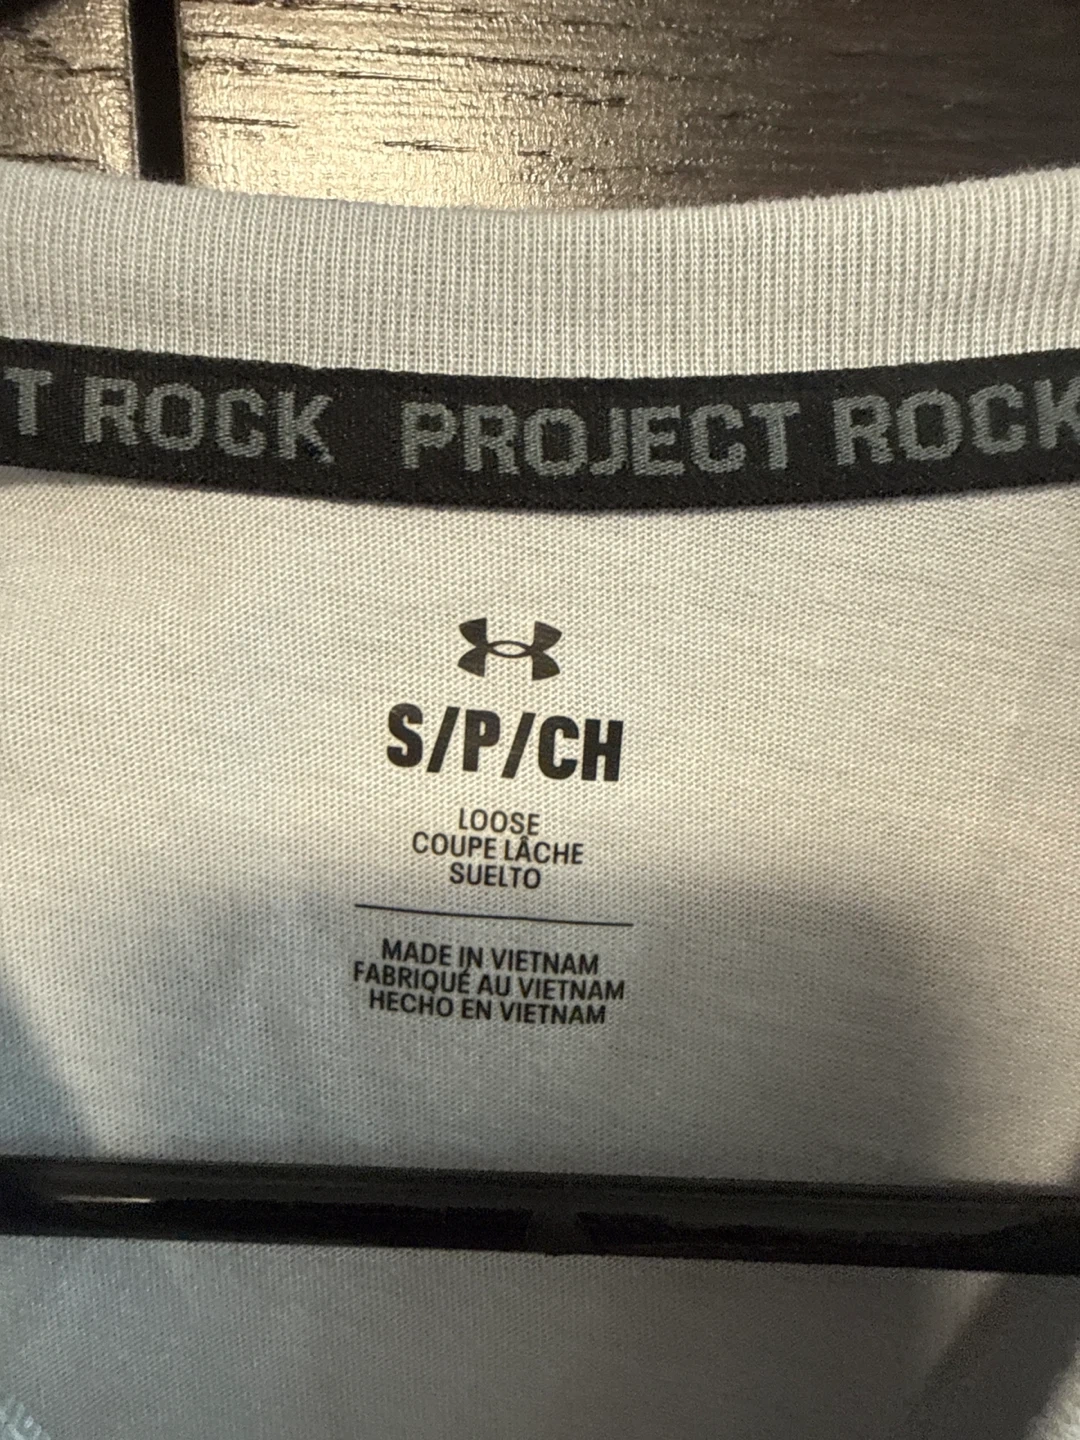 T ROCK PROJECT ROCK
S/P/CH
LOOSE
COUPE LÂCHE
SUELTO
MADE IN VIETNAM
FABRIQUÉ AU VIETNAM
HECHO EN VIETNAM